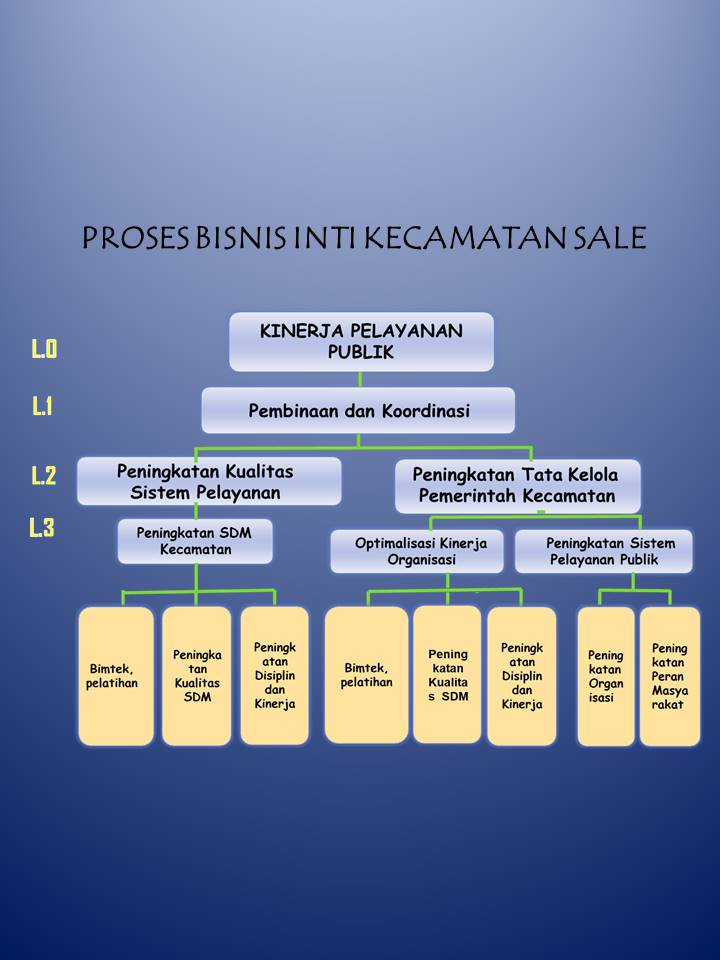 PROSES BISNIS INTI KECAMATAN SALE
L.0
KINERJA PELAYANAN
PUBLIK
L.1
Pembinaan dan Koordinasi
L.2
Peningkatan Kualitas
Sistem Pelayanan
Peningkatan Tata Kelola
Pemerintah Kecamatan
L.3
Peningkatan SDM
Kecamatan
Optimalisasi Kinerja
Organisasi
Peningkatan Sistem
Pelayanan Publik
Bimtek,
pelatihan
Peningka
tan
Kualitas
SDM
Peningk
atan
Disiplin
dan
Kinerja
Bimtek,
pelatihan
Pening
katan
Kualita
s SDM
Peningk
atan
Disiplin
dan
Kinerja
Pening
katan
Organ
isasi
Pening
katan
Peran
Masya
rakat